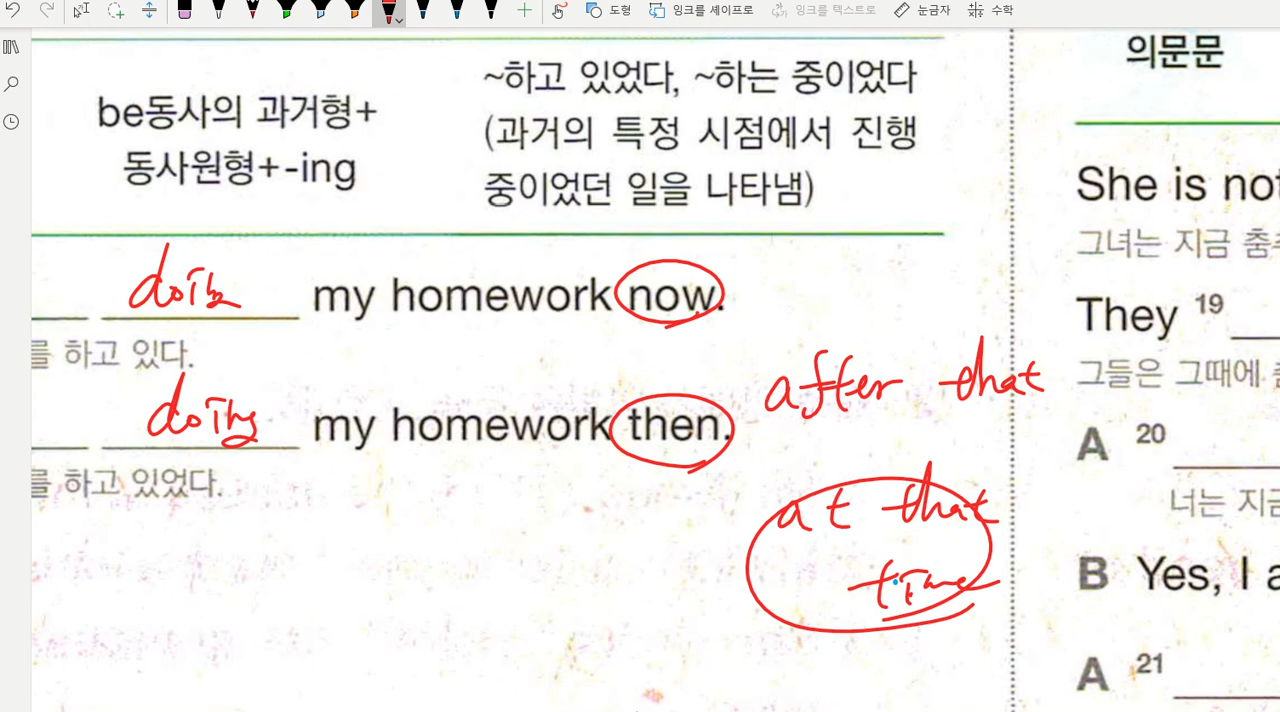 도형
잉크를 셰이프로
잉크를 텍스트로
눈금자
수학
be동사의 과거형+
동사원형+-ing
~하고 있었다, ~하는 중이었다
(과거의 특정 시점에서 진행
중이었던 일을 나타냄)
doing my homework now.
를 하고 있다.
doing my homework then.
를 하고 있었다.
after that
at that
time
의문문
She is not
그녀는 지금 춤추
They 19
그들은 그때에
A 20
너는 지금
B Yes, I a
A 21